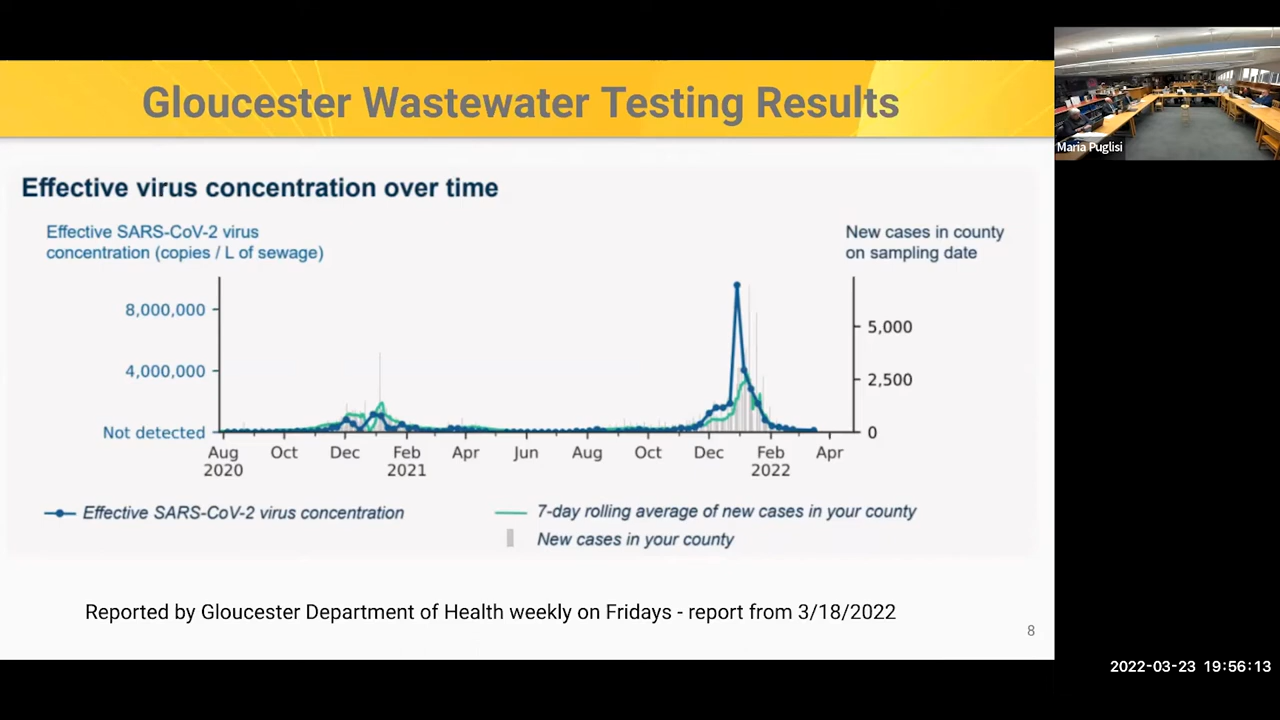 Gloucester Wastewater Testing Results
Maria Puglisi
Effective virus concentration over time
Effective SARS-CoV-2 virus
concentration (copies / L of sewage)
New cases in county
on sampling date
8,000,000
4,000,000
Not detected
5,000
2,500
0
Aug
2020
Oct
Dec
Feb
2021
Apr
Jun
Aug
Oct
Dec
Feb
2022
Apr
Effective SARS-CoV-2 virus concentration
7-day rolling average of new cases in your county
New cases in your county
Reported by Gloucester Department of Health weekly on Fridays - report from 3/18/2022
8
2022-03-23 19:56:13